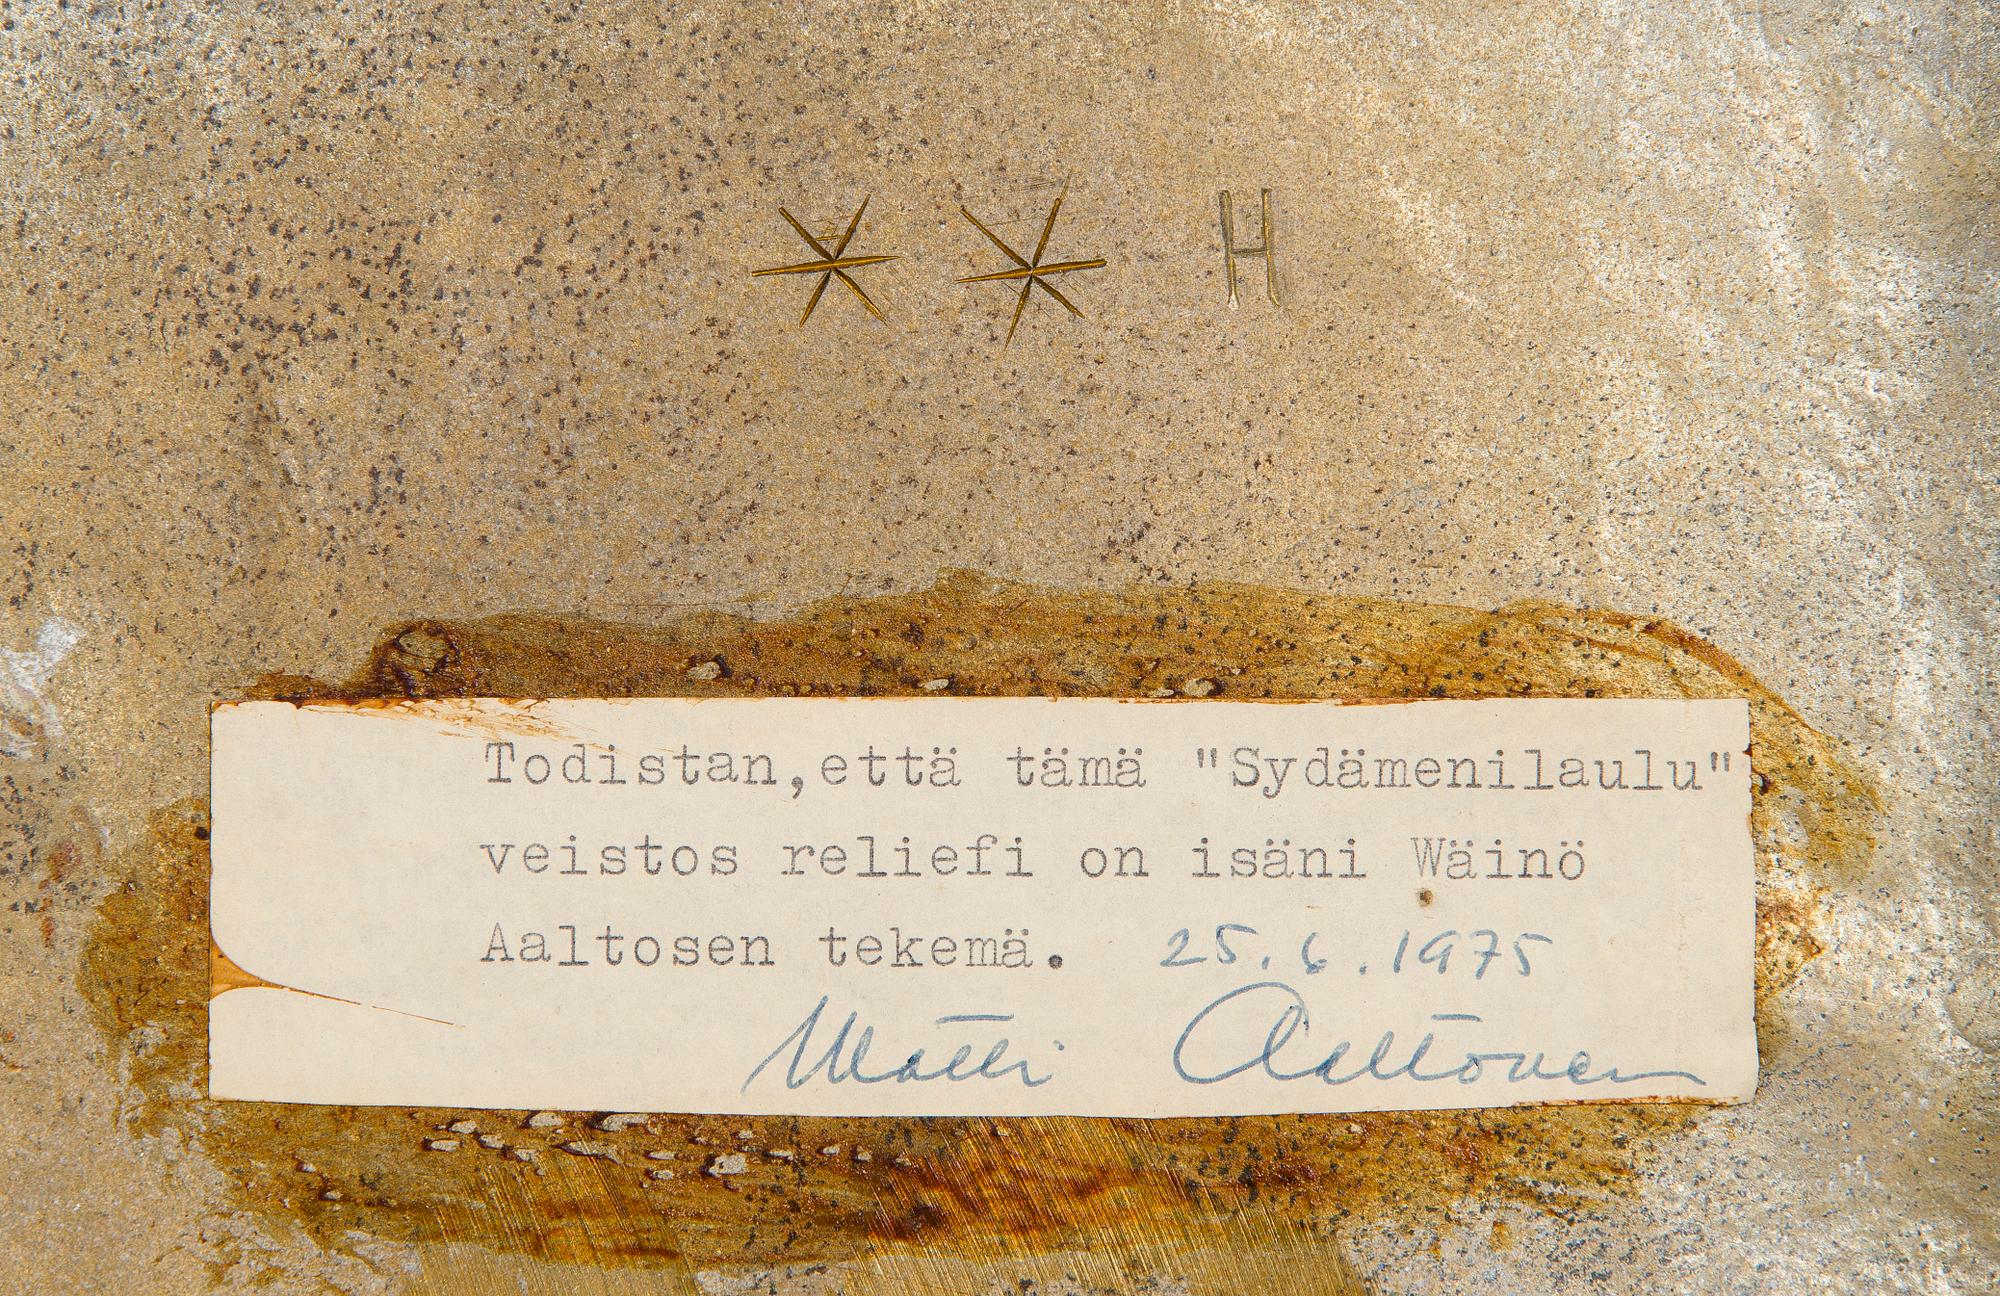 ** H
Todistan,että tämä "Sydämenilaulu"
veistos reliefi on isäni Wäinö
Aaltosen tekemä. 25.6.1975
Matti Aaltonen